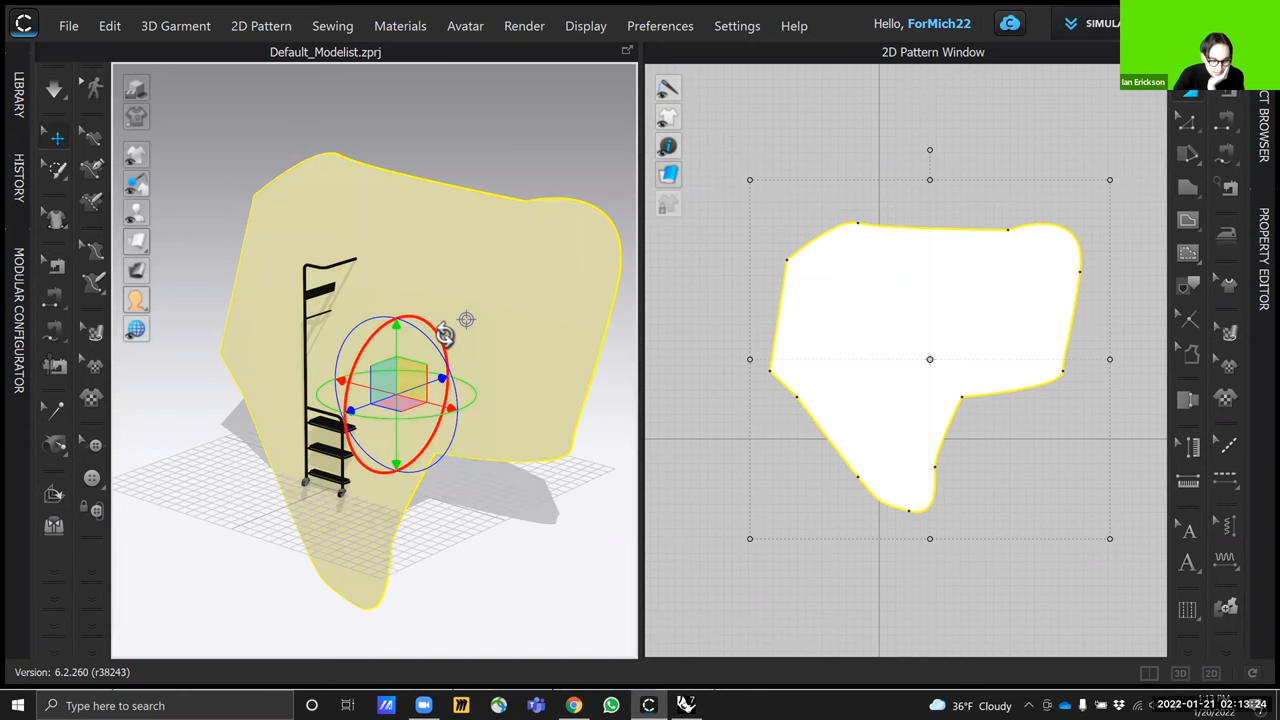 File Edit 3D Garment 2D Pattern Sewing Materials Avatar Render Display Preferences Settings Help Hello, ForMich22 SIMULA
Default_Modelist.zprj
2D Pattern Window
Ian Erickson
LIBRARY
HISTORY
MODULAR CONFIGURATOR
CT BROWSER
PROPERTY EDITOR
A
A
Version: 6.2.260 (r38243)
3D 2D
Type here to search
36°F Cloudy
2022-01-21 02:13:24